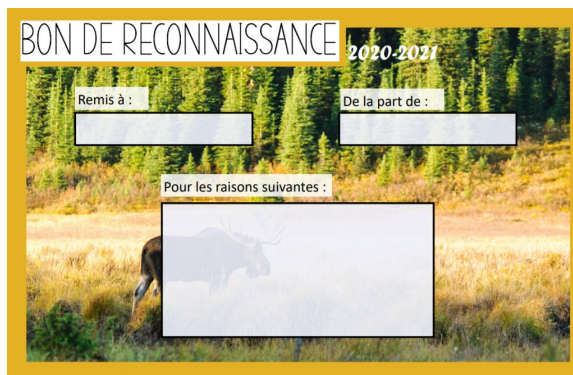 BON DE RECONNAISSANCE
2020-2021
Remis à :
De la part de :
Pour les raisons suivantes :